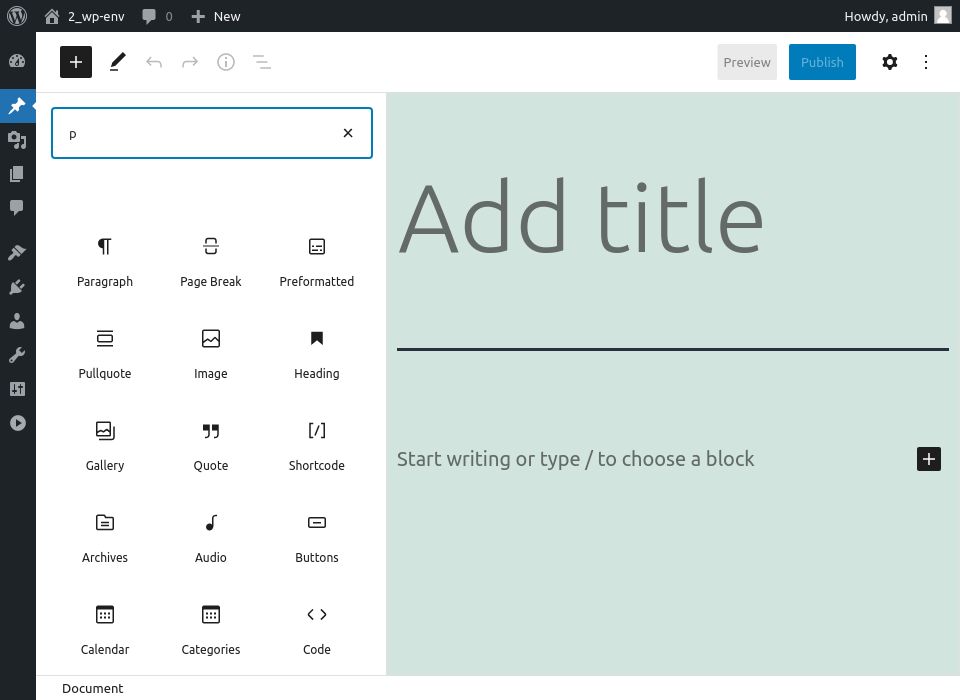 2_wp-env 0 New Howdy, admin
Preview Publish
p
Add title
Paragraph Page Break Preformatted
Pullquote Image Heading
Start writing or type / to choose a block
Gallery Quote Shortcode
Archives Audio Buttons
Calendar Categories Code
Document